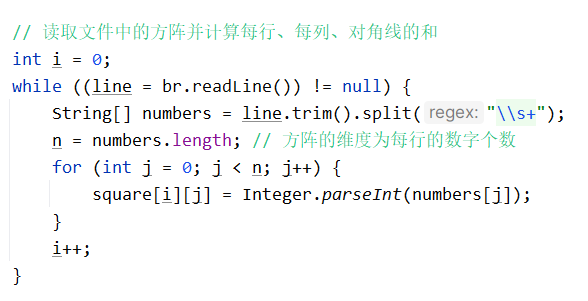 // 读取文件中的方阵并计算每行、每列、对角线的和
int i = 0;
while ((line = br.readLine()) != null) {
    String[] numbers = line.trim().split( regex: "\\s+");
    n = numbers.length; // 方阵的维度为每行的数字个数
    for (int j = 0; j < n; j++) {
        square[i][j] = Integer.parseInt(numbers[j]);
    }
    i++;
}